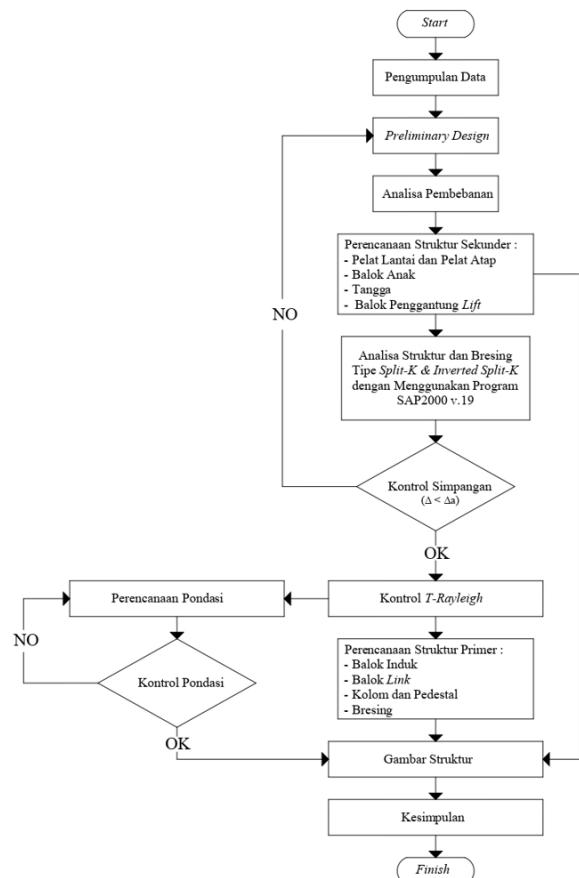 Start
Pengumpulan Data
Preliminary Design
Analisa Pembebanan
Perencanaan Struktur Sekunder :
- Pelat Lantai dan Pelat Atap
- Balok Anak
- Tangga
- Balok Penggantung Lift
NO
Analisa Struktur dan Bresing
Tipe Split-K & Inverted Split-K
dengan Menggunakan Program
SAP2000 v.19
Kontrol Simpangan
(Δ < Δa)
OK
Perencanaan Pondasi
Kontrol T-Rayleigh
NO
Kontrol Pondasi
OK
Perencanaan Struktur Primer :
- Balok Induk
- Balok Link
- Kolom dan Pedestal
- Bresing
Gambar Struktur
Kesimpulan
Finish